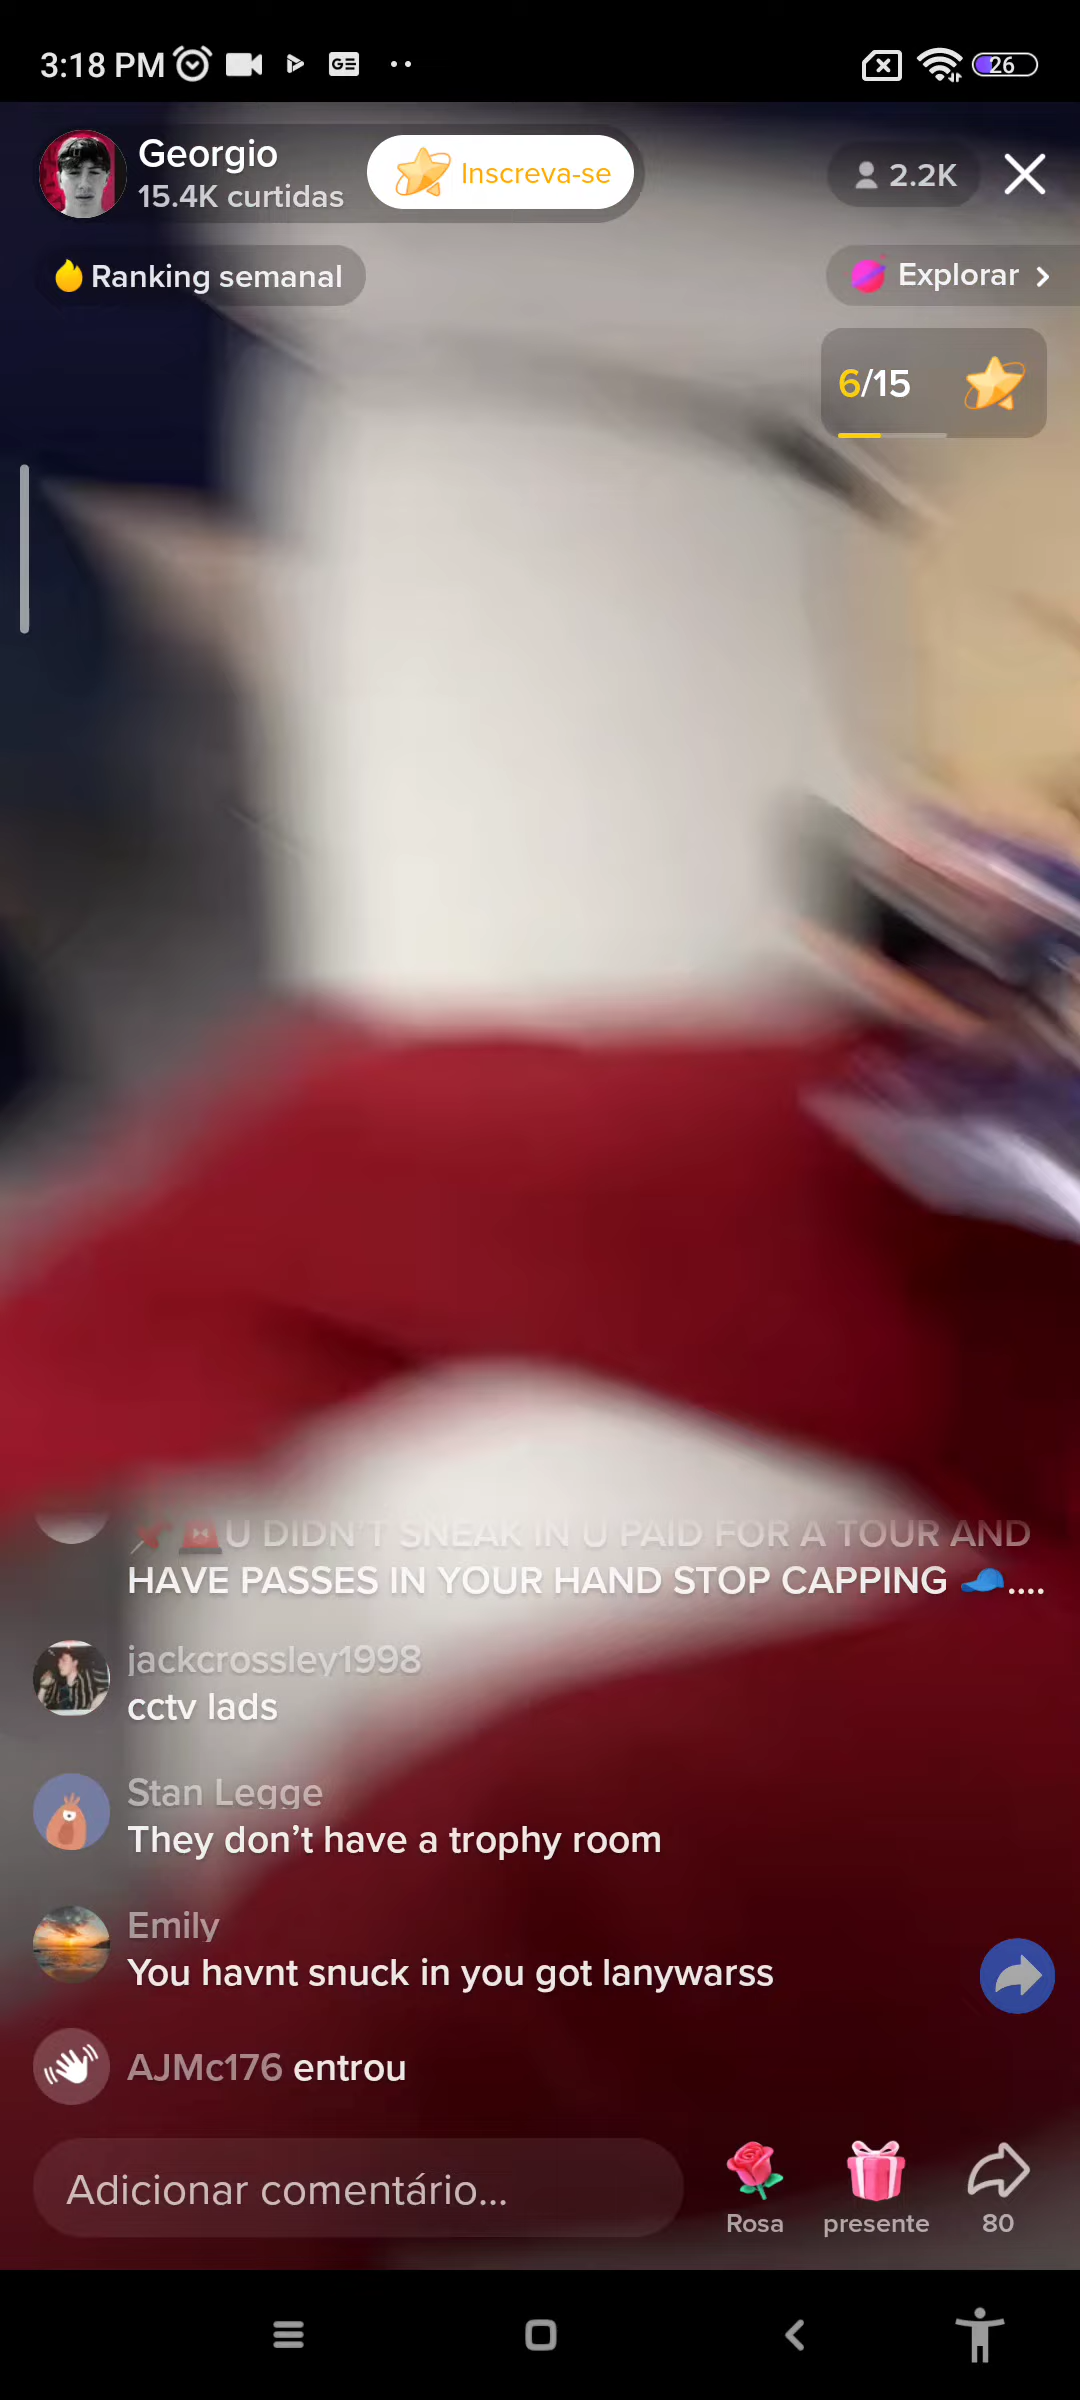 3:18 PM
26
Georgio
15.4K curtidas
Inscreva-se
2.2K
Ranking semanal
Explorar
6/15
U DIDN'T SNEAK IN U PAID FOR A TOUR AND
HAVE PASSES IN YOUR HAND STOP CAPPING 🧢....
jackcrossley1998
cctv lads
Stan Legge
They don't have a trophy room
Emily
You havnt snuck in you got lanywarss
AJMc176 entrou
Adicionar comentário...
Rosa
presente
80